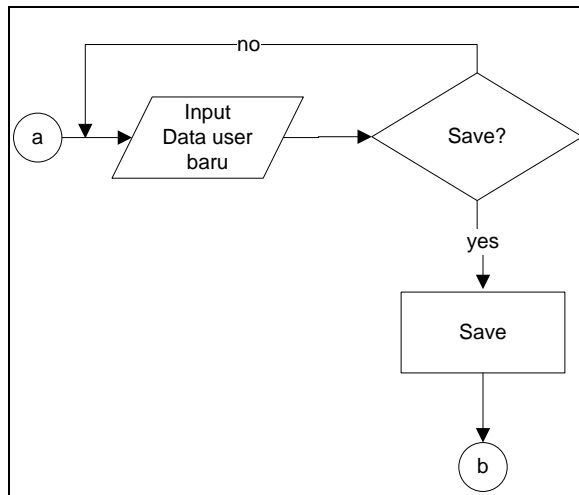 no
a
Input
Data user
baru
Save?
yes
Save
b